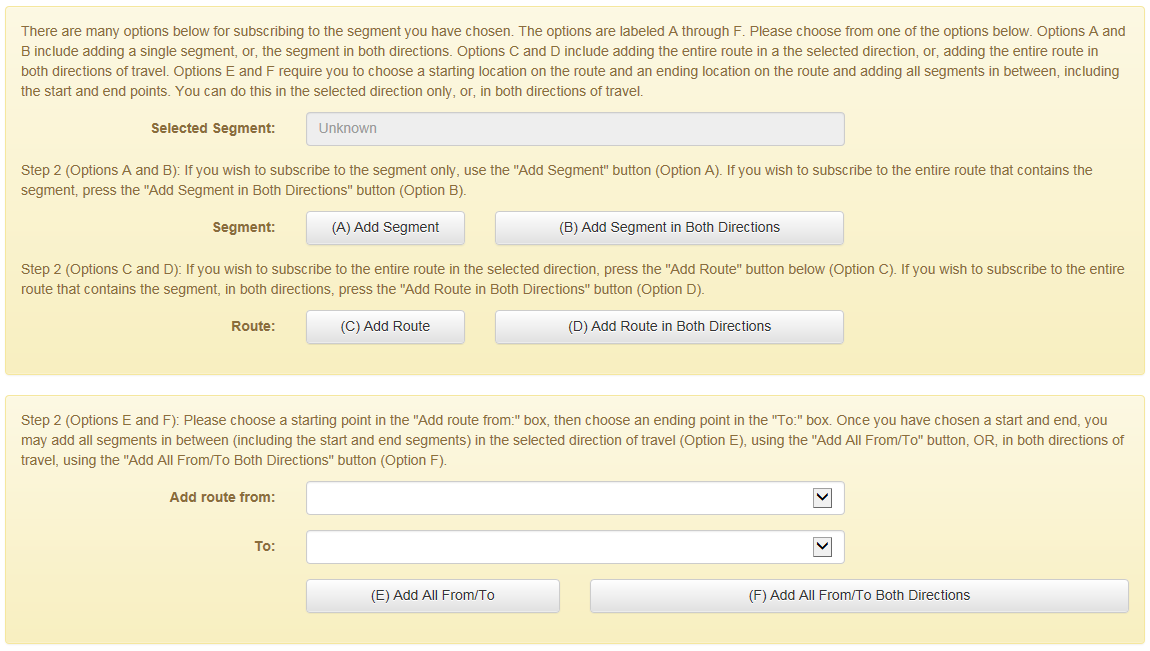 There are many options below for subscribing to the segment you have chosen. The options are labeled A through F. Please choose from one of the options below. Options A and
B include adding a single segment, or, the segment in both directions. Options C and D include adding the entire route in a the selected direction, or, adding the entire route in
both directions of travel. Options E and F require you to choose a starting location on the route and an ending location on the route and adding all segments in between, including
the start and end points. You can do this in the selected direction only, or, in both directions of travel.
Selected Segment: Unknown
Step 2 (Options A and B): If you wish to subscribe to the segment only, use the "Add Segment" button (Option A). If you wish to subscribe to the entire route that contains the
segment, press the "Add Segment in Both Directions" button (Option B).
Segment: (A) Add Segment (B) Add Segment in Both Directions
Step 2 (Options C and D): If you wish to subscribe to the entire route in the selected direction, press the "Add Route" button below (Option C). If you wish to subscribe to the entire
route that contains the segment, in both directions, press the "Add Route in Both Directions" button (Option D).
Route: (C) Add Route (D) Add Route in Both Directions
Step 2 (Options E and F): Please choose a starting point in the "Add route from:" box, then choose an ending point in the "To:" box. Once you have chosen a start and end, you
may add all segments in between (including the start and end segments) in the selected direction of travel (Option E), using the "Add All From/To" button, OR, in both directions of
travel, using the "Add All From/To Both Directions" button (Option F).
Add route from:
To:
(E) Add All From/To (F) Add All From/To Both Directions